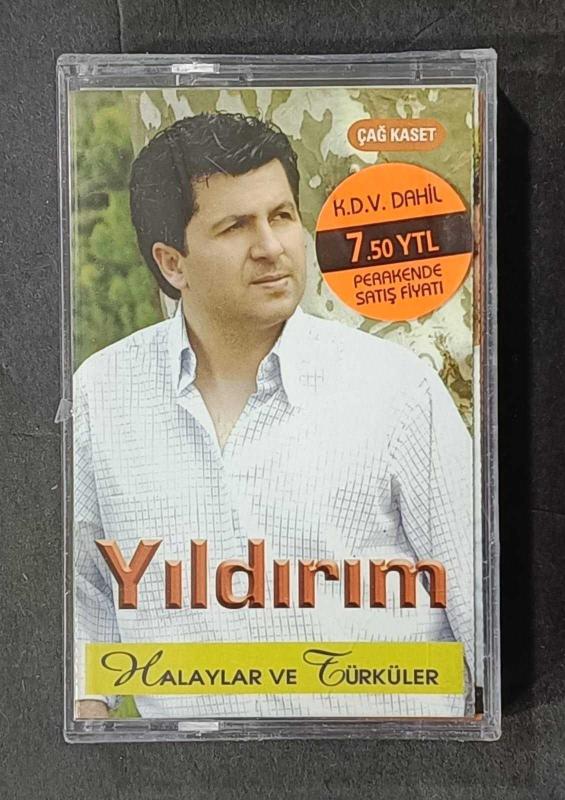 ÇAĞ KASET
K.D.V. DAHİL
7.50 YTL
PERAKENDE
SATIŞ FİYATI
Yıldırım
HALAYLAR VE TÜRKÜLER